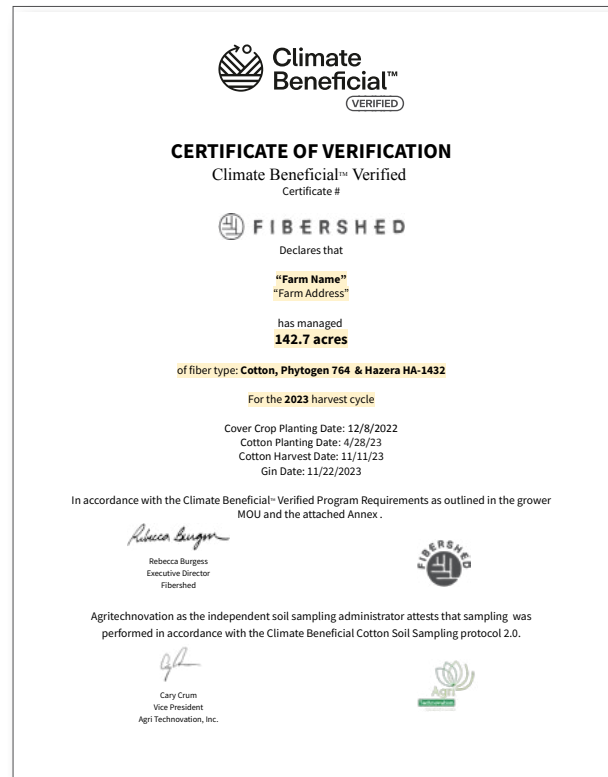 Climate
Beneficial™
VERIFIED
CERTIFICATE OF VERIFICATION
Climate Beneficial™ Verified
Certificate #
FIBERSHED
Declares that
“Farm Name”
“Farm Address”
has managed
142.7 acres
of fiber type: Cotton, Phytogen 764 & Hazera HA-1432
For the 2023 harvest cycle
Cover Crop Planting Date: 12/8/2022
Cotton Planting Date: 4/28/23
Cotton Harvest Date: 11/11/23
Gin Date: 11/22/2023
In accordance with the Climate Beneficial™ Verified Program Requirements as outlined in the grower
MOU and the attached Annex .
Rebecca Burgess
Rebecca Burgess
Executive Director
Fibershed
FIBERSHED
Agritechnovation as the independent soil sampling administrator attests that sampling was
performed in accordance with the Climate Beneficial Cotton Soil Sampling protocol 2.0.
Cary Crum
Vice President
Agri Technovation, Inc.
Agri
Technovation